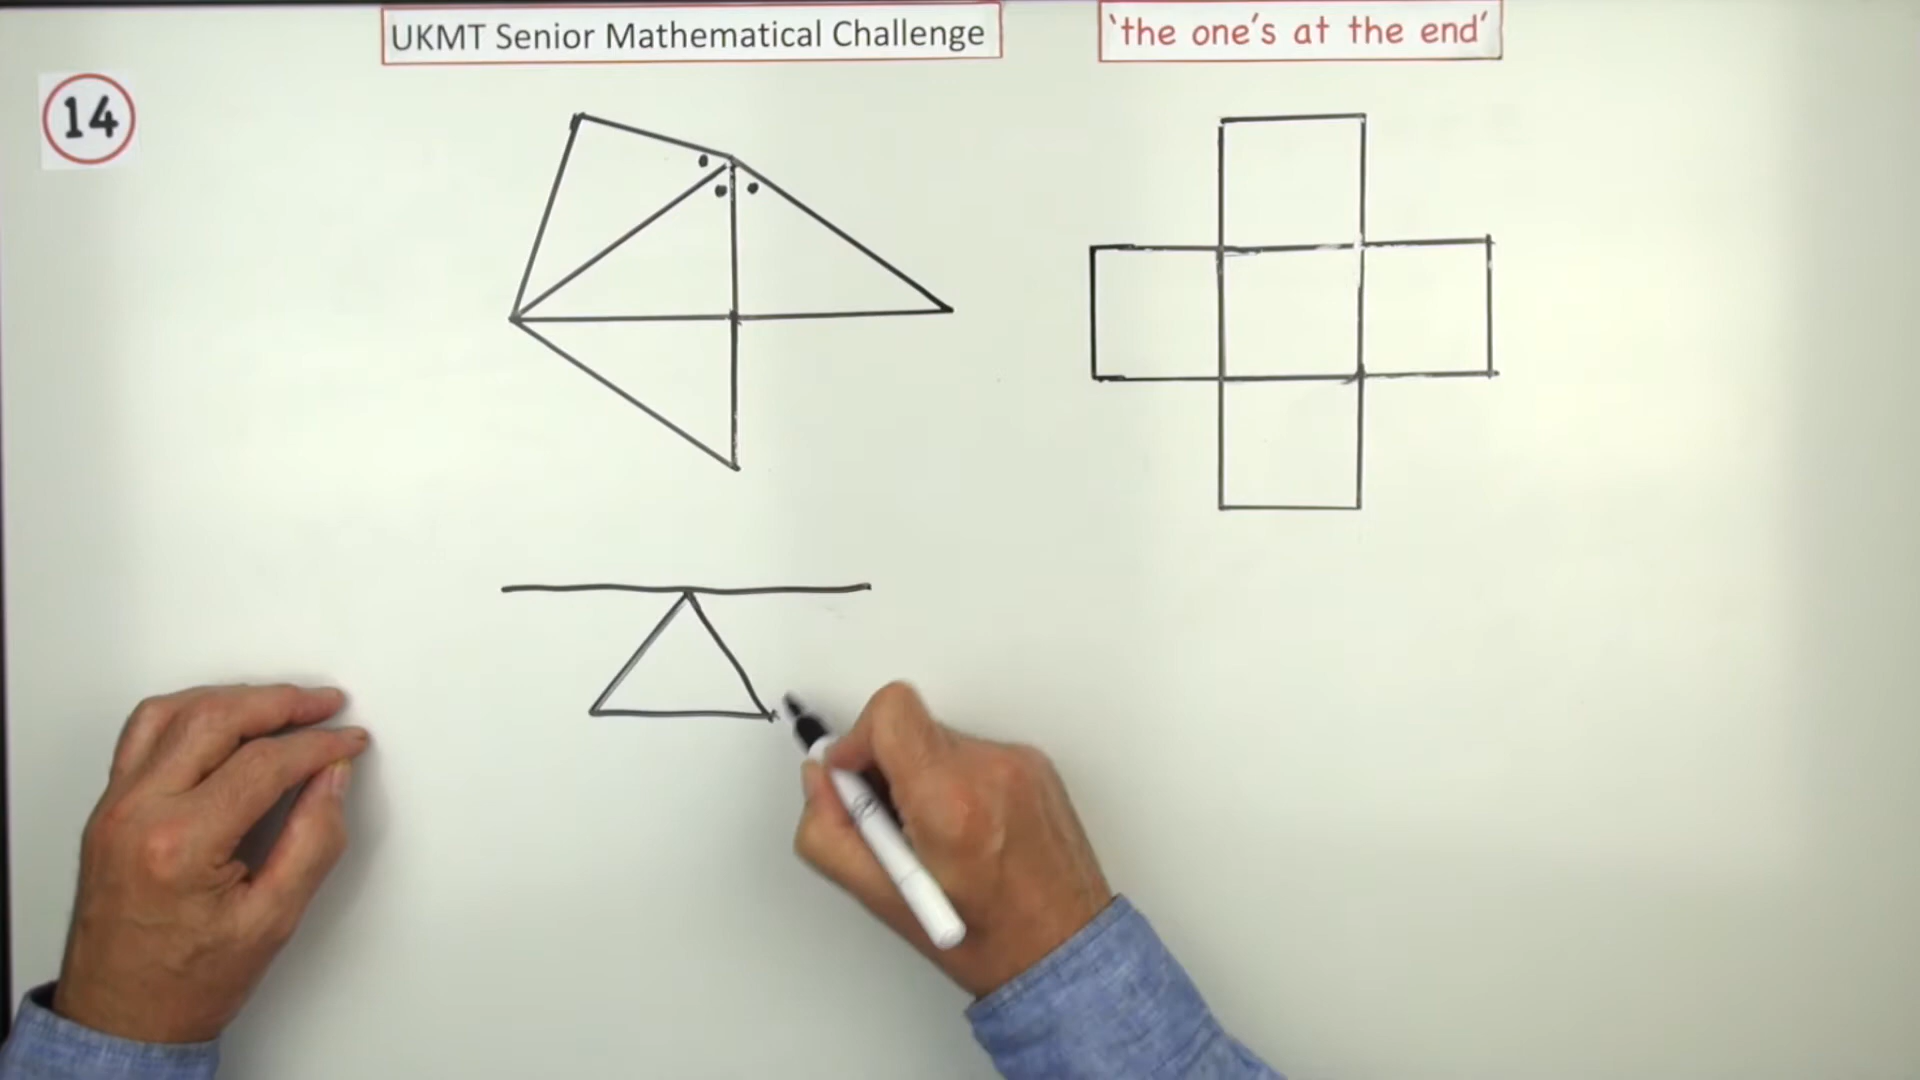 UKMT Senior Mathematical Challenge
'the one's at the end'
14